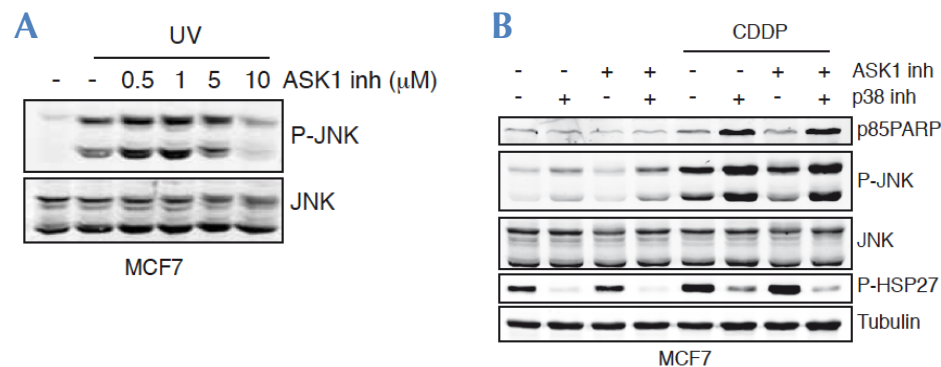 A
UV
- - 0.5 1 5 10 ASK1 inh (μM)
P-JNK
JNK
MCF7
B
CDDP
- - + + - - + + ASK1 inh
- + - + - + - + p38 inh
p85PARP
P-JNK
JNK
P-HSP27
Tubulin
MCF7